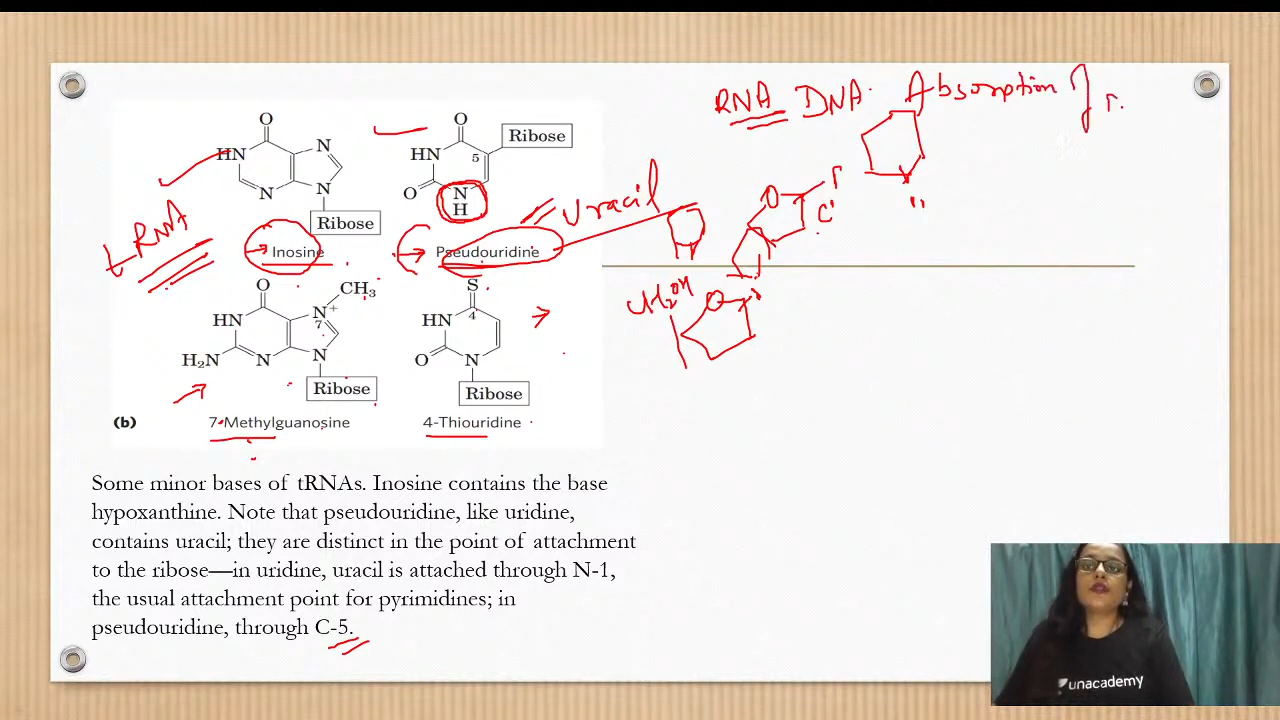 RNA DNA. Absorption of r.
O
N
HN
N
N
Ribose
Inosine
O
5
Ribose
HN
O
N
H
Pseudouridine
Uracil
tRNA
O
CH3
N+
7
HN
H2N
N
N
Ribose
7-Methylguanosine
S
4
HN
O
N
Ribose
4-Thiouridine
(b)
O
r
C'
1'
CH2OH
O
Some minor bases of tRNAs. Inosine contains the base
hypoxanthine. Note that pseudouridine, like uridine,
contains uracil; they are distinct in the point of attachment
to the ribose—in uridine, uracil is attached through N-1,
the usual attachment point for pyrimidines; in
pseudouridine, through C-5.
unacademy